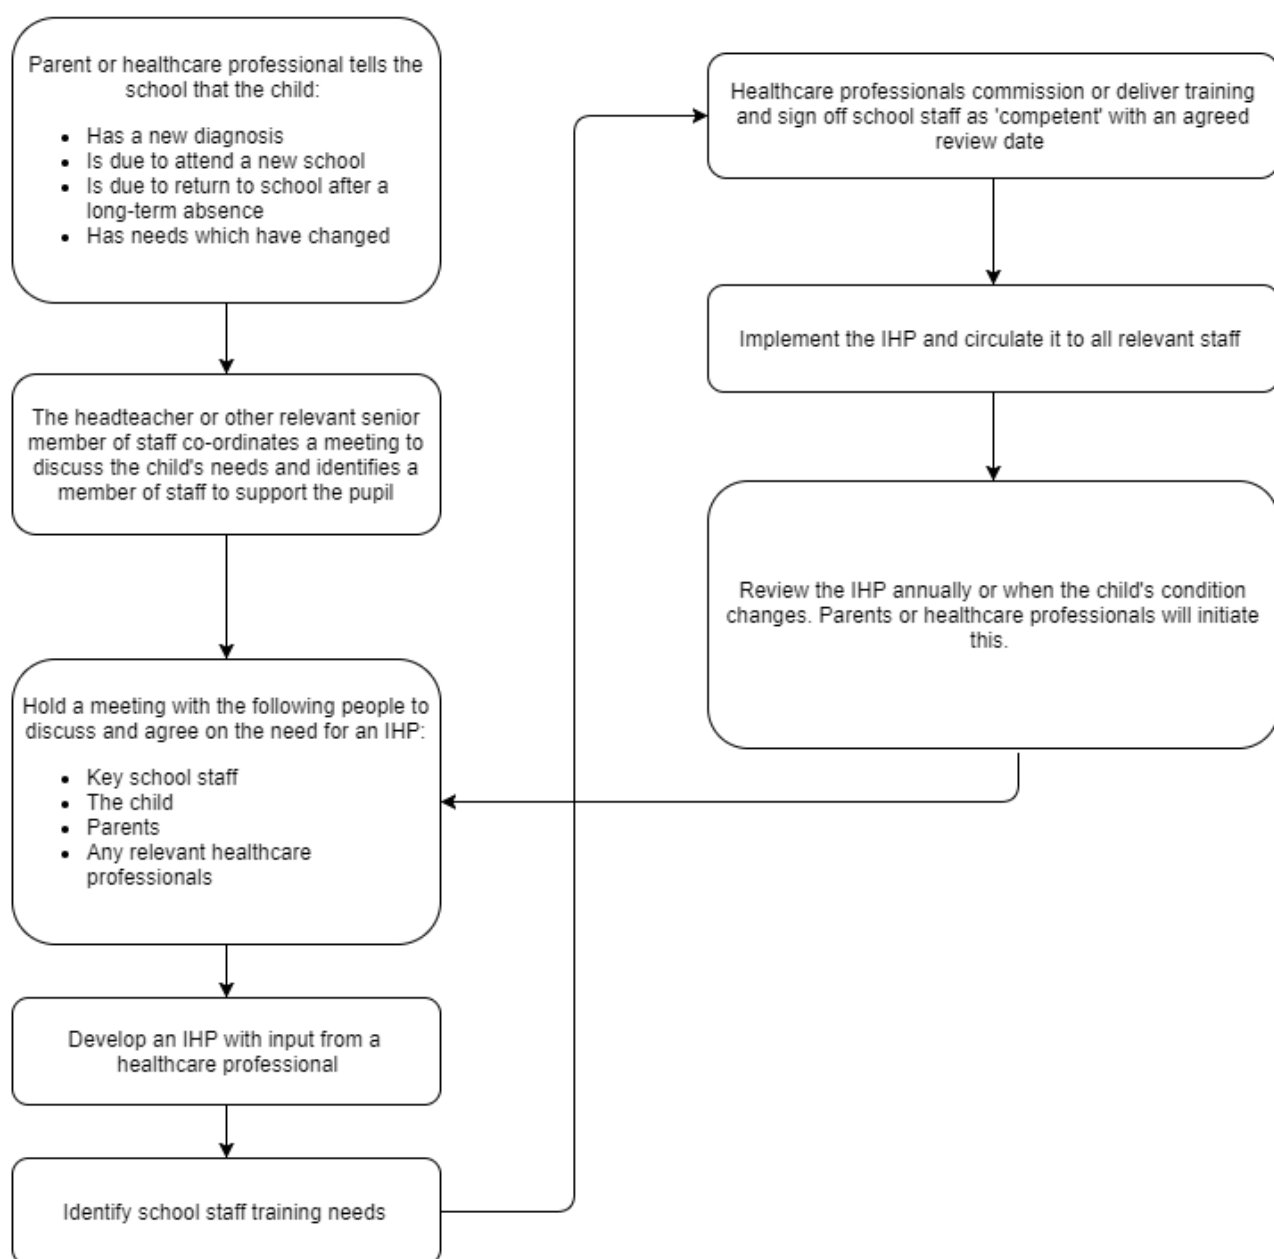 Parent or healthcare professional tells the
school that the child:
• Has a new diagnosis
• Is due to attend a new school
• Is due to return to school after a
long-term absence
• Has needs which have changed
The headteacher or other relevant senior
member of staff co-ordinates a meeting to
discuss the child's needs and identifies a
member of staff to support the pupil
Hold a meeting with the following people to
discuss and agree on the need for an IHP:
• Key school staff
• The child
• Parents
• Any relevant healthcare
professionals
Develop an IHP with input from a
healthcare professional
Identify school staff training needs
Healthcare professionals commission or deliver training
and sign off school staff as 'competent' with an agreed
review date
Implement the IHP and circulate it to all relevant staff
Review the IHP annually or when the child's condition
changes. Parents or healthcare professionals will initiate
this.